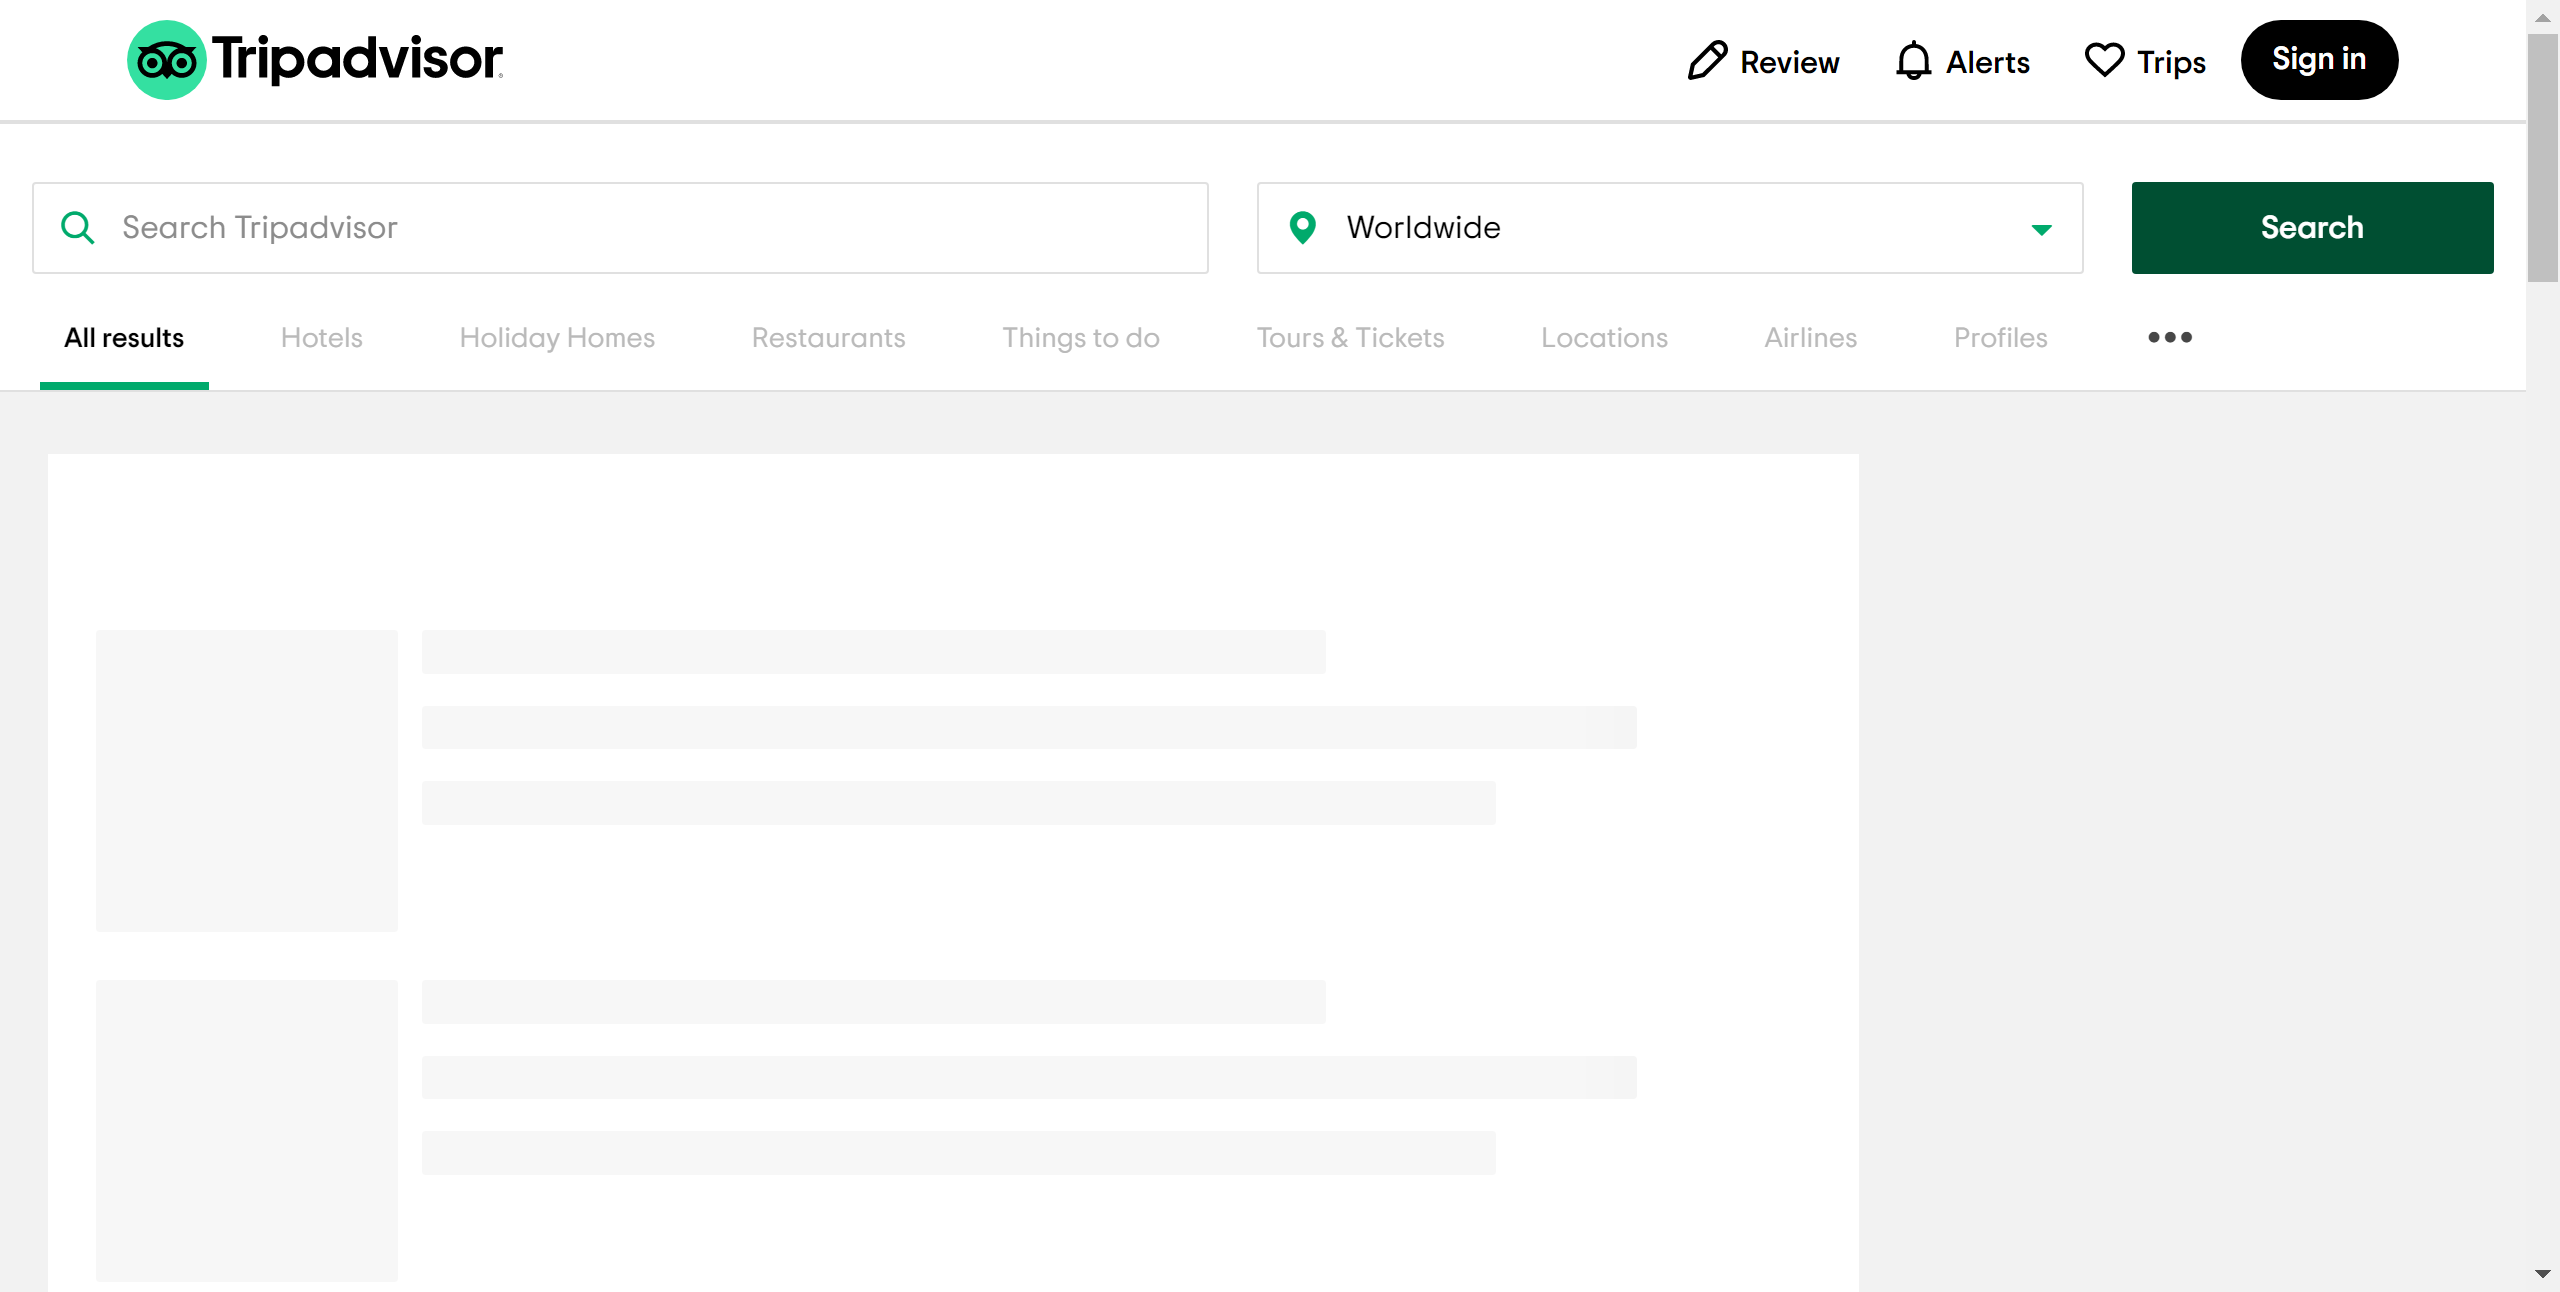 Tripadvisor
Review
Alerts
Trips
Sign in
Search Tripadvisor
Worldwide
Search
All results
Hotels
Holiday Homes
Restaurants
Things to do
Tours & Tickets
Locations
Airlines
Profiles